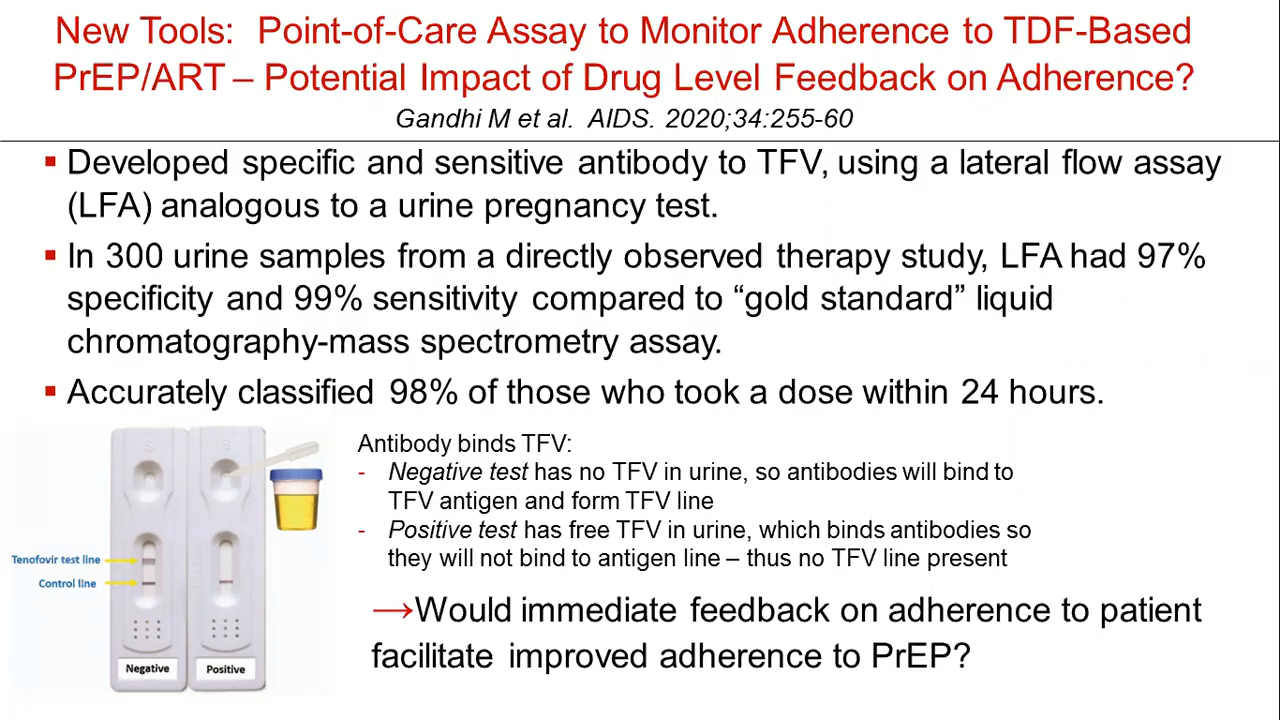 New Tools:  Point-of-Care Assay to Monitor Adherence to TDF-Based
PrEP/ART – Potential Impact of Drug Level Feedback on Adherence?
Gandhi M et al.  AIDS. 2020;34:255-60
▪ Developed specific and sensitive antibody to TFV, using a lateral flow assay
(LFA) analogous to a urine pregnancy test.
▪ In 300 urine samples from a directly observed therapy study, LFA had 97%
specificity and 99% sensitivity compared to “gold standard” liquid
chromatography-mass spectrometry assay.
▪ Accurately classified 98% of those who took a dose within 24 hours.
S
S
Tenofovir test line
Control line
Negative
Positive
Antibody binds TFV:
- Negative test has no TFV in urine, so antibodies will bind to
TFV antigen and form TFV line
- Positive test has free TFV in urine, which binds antibodies so
they will not bind to antigen line – thus no TFV line present
→Would immediate feedback on adherence to patient
facilitate improved adherence to PrEP?